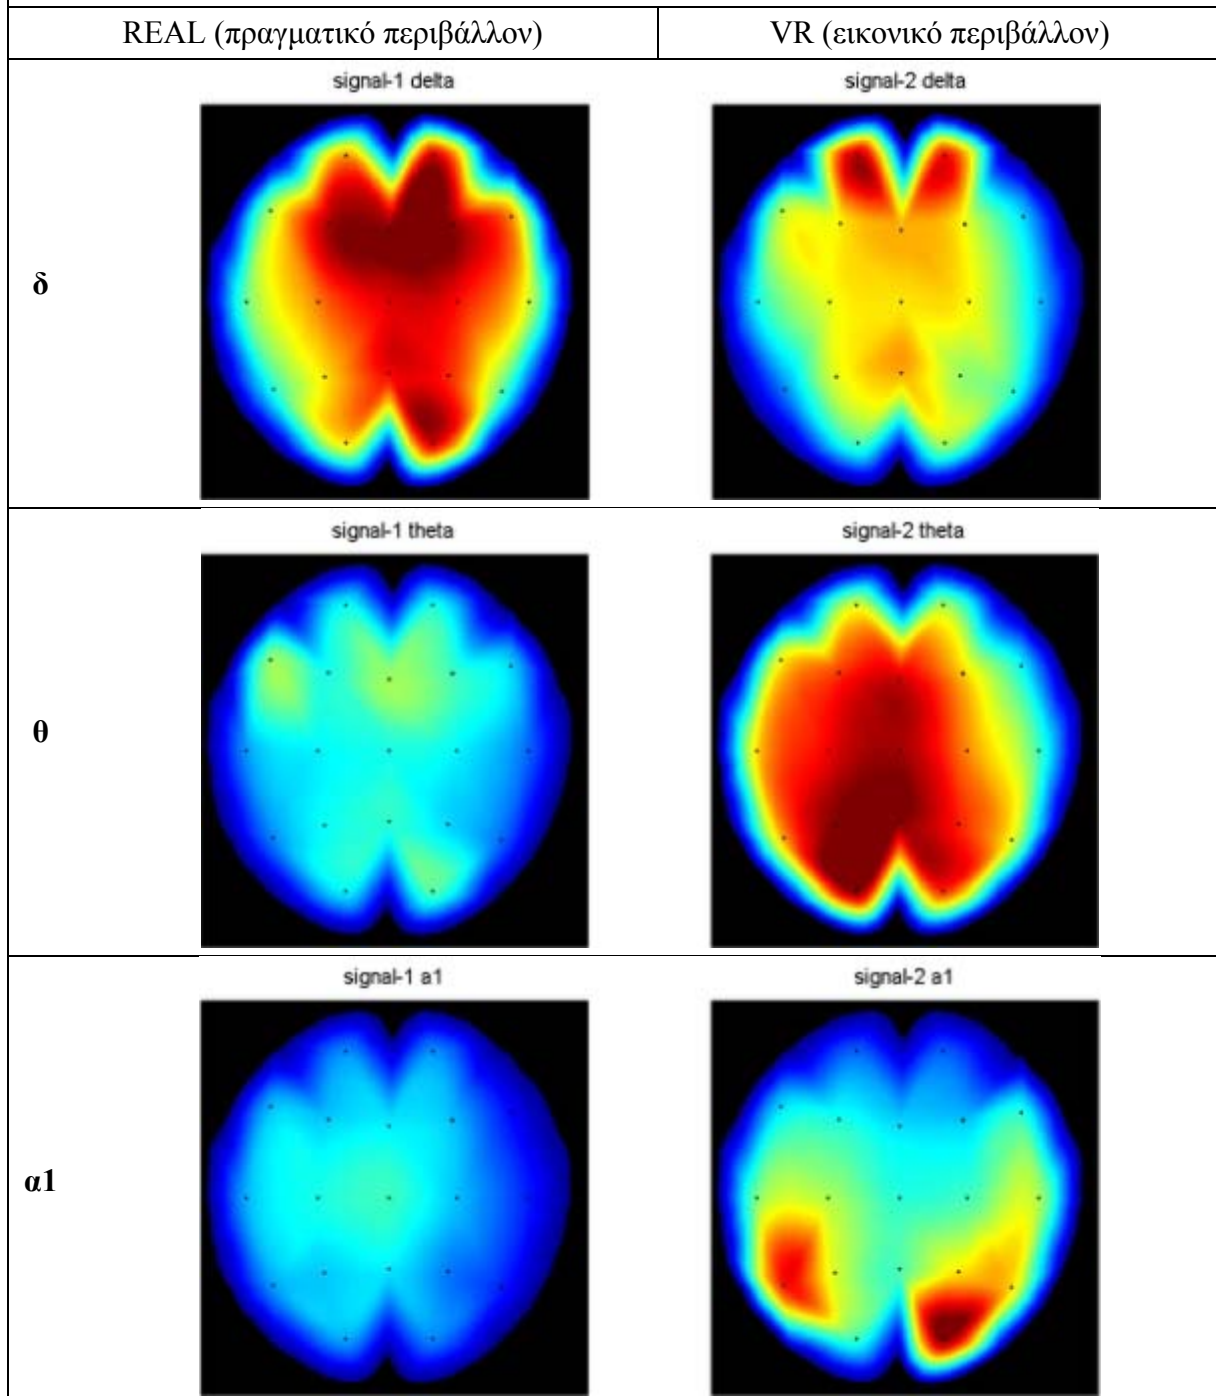 REAL (πραγματικό περιβάλλον)
VR (εικονικό περιβάλλον)
signal-1 delta
signal-2 delta
δ
signal-1 theta
signal-2 theta
θ
signal-1 a1
signal-2 a1
α1